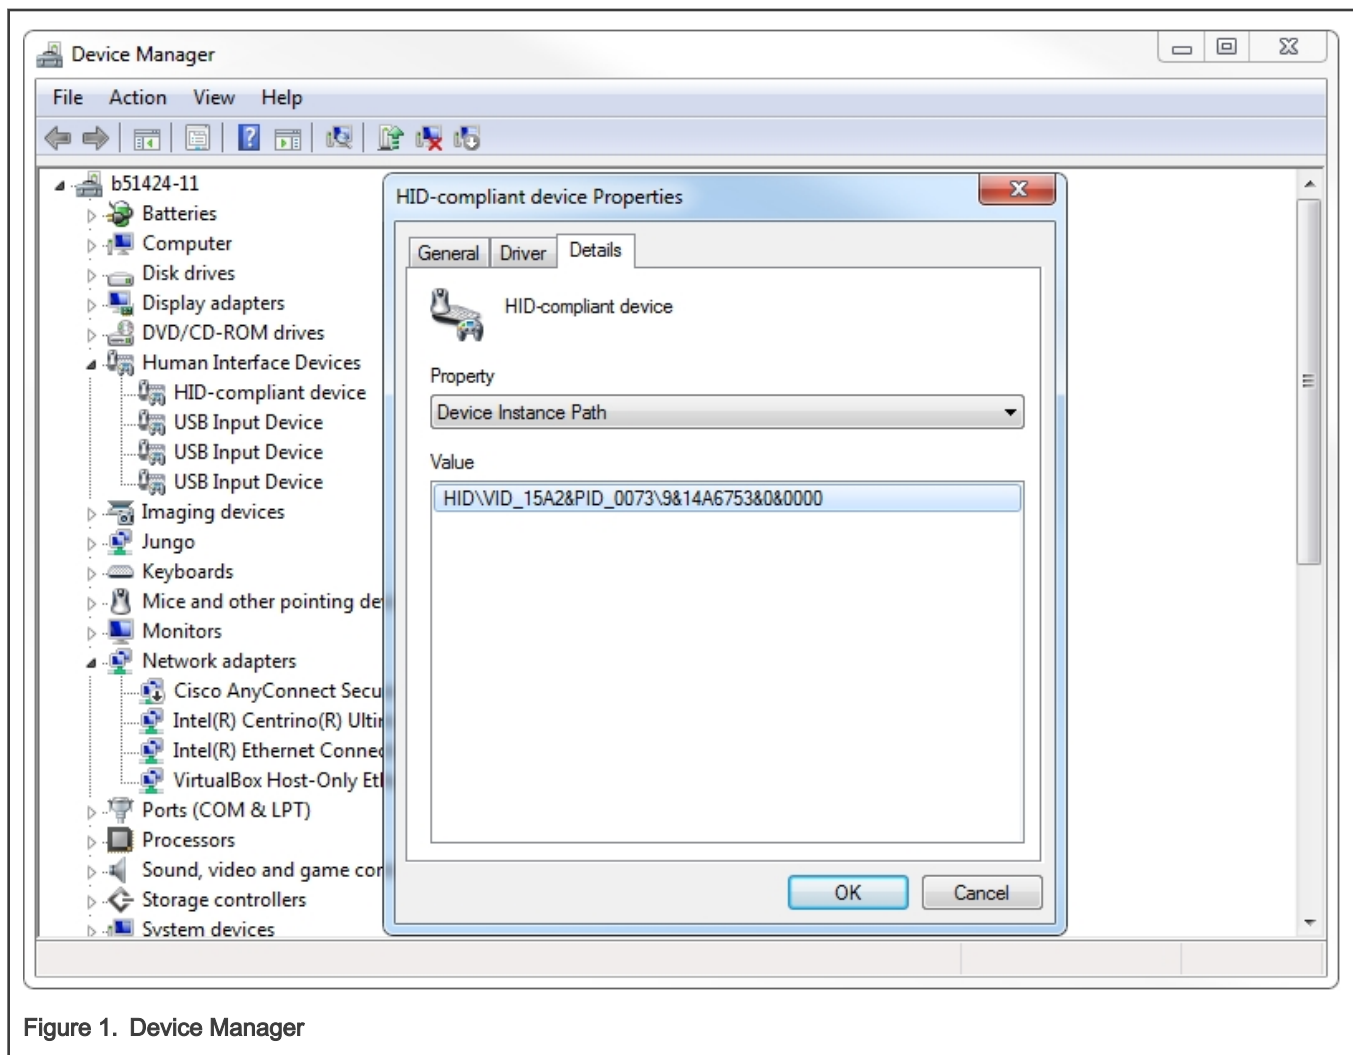 Device Manager
File Action View Help
b51424-11
Batteries
Computer
Disk drives
Display adapters
DVD/CD-ROM drives
Human Interface Devices
HID-compliant device
USB Input Device
USB Input Device
USB Input Device
Imaging devices
Jungo
Keyboards
Mice and other pointing de
Monitors
Network adapters
Cisco AnyConnect Secu
Intel(R) Centrino(R) Ulti
Intel(R) Ethernet Connec
VirtualBox Host-Only Et
Ports (COM & LPT)
Processors
Sound, video and game con
Storage controllers
System devices
HID-compliant device Properties
General Driver Details
HID-compliant device
Property
Device Instance Path
Value
HID\VID_15A2&PID_0073\9&14A6753&0&0000
OK Cancel
Figure 1. Device Manager